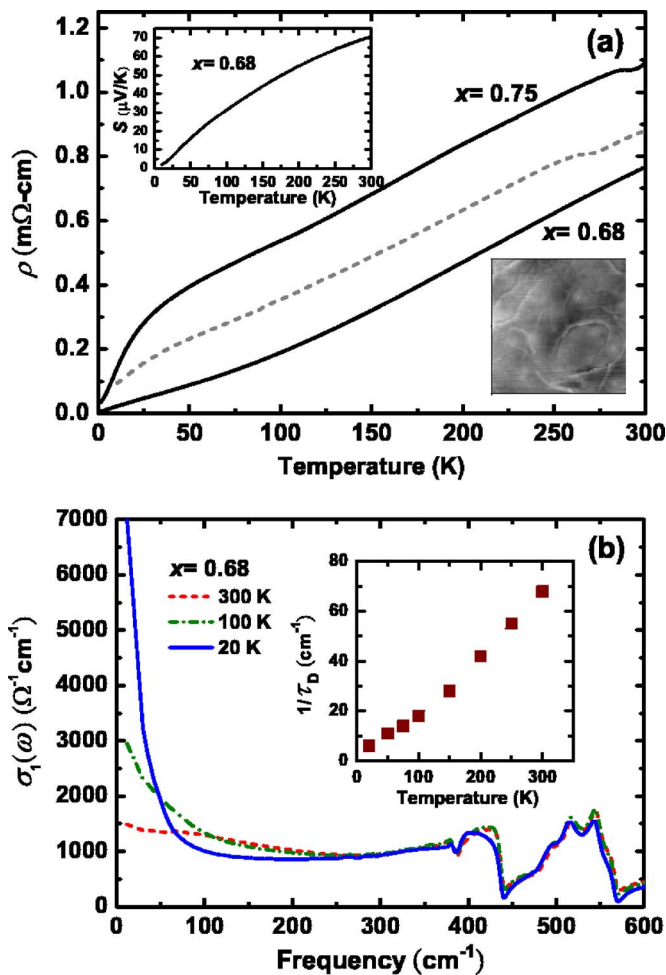 (a)
S (μV/K)
70
60
50
40
30
20
10
0
x= 0.68
0 50 100 150 200 250 300
Temperature (K)
ρ (mΩ-cm)
1.2
1.0
0.8
0.6
0.4
0.2
0.0
x= 0.75
x= 0.68
0 50 100 150 200 250 300
Temperature (K)
(b)
σ₁(ω) (Ω⁻¹cm⁻¹)
7000
6000
5000
4000
3000
2000
1000
0
x= 0.68
300 K
100 K
20 K
1/τD (cm⁻¹)
80
60
40
20
0
0 100 200 300
Temperature (K)
0 100 200 300 400 500 600
Frequency (cm⁻¹)